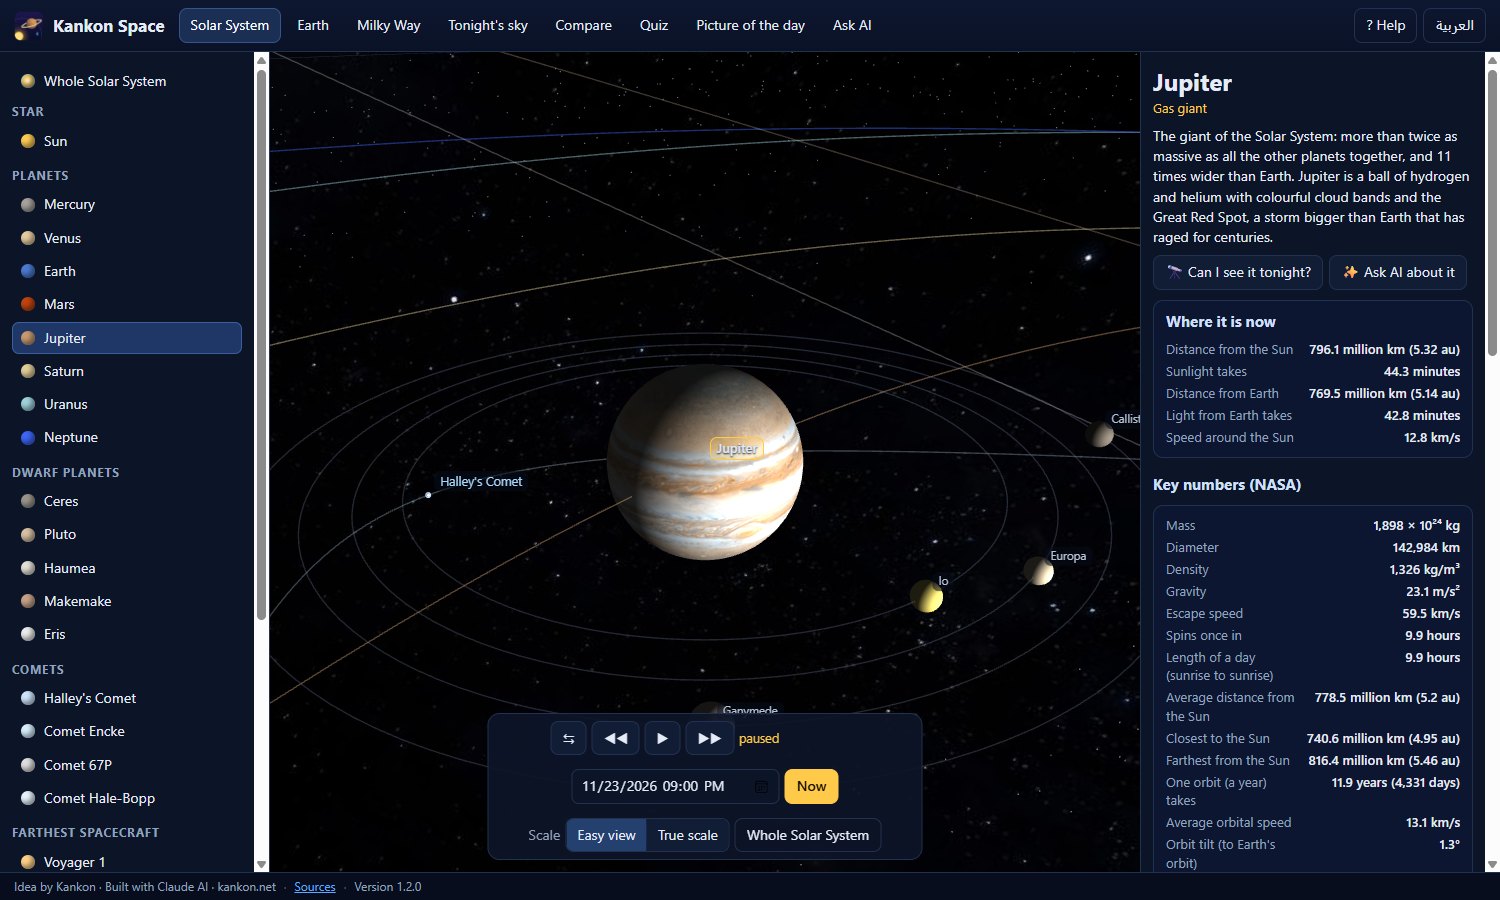 Kankon Space
Solar System
Earth
Milky Way
Tonight's sky
Compare
Quiz
Picture of the day
Ask AI
? Help
العربية
Whole Solar System
STAR
Sun
PLANETS
Mercury
Venus
Earth
Mars
Jupiter
Saturn
Uranus
Neptune
DWARF PLANETS
Ceres
Pluto
Haumea
Makemake
Eris
COMETS
Halley's Comet
Comet Encke
Comet 67P
Comet Hale-Bopp
FARTHEST SPACECRAFT
Voyager 1
Callist
Jupiter
Halley's Comet
Europa
Io
Ganymede
paused
11/23/2026 09:00 PM
Now
Scale
Easy view
True scale
Whole Solar System
Jupiter
Gas giant
The giant of the Solar System: more than twice as
massive as all the other planets together, and 11
times wider than Earth. Jupiter is a ball of hydrogen
and helium with colourful cloud bands and the
Great Red Spot, a storm bigger than Earth that has
raged for centuries.
Can I see it tonight?
Ask AI about it
Where it is now
Distance from the Sun 796.1 million km (5.32 au)
Sunlight takes 44.3 minutes
Distance from Earth 769.5 million km (5.14 au)
Light from Earth takes 42.8 minutes
Speed around the Sun 12.8 km/s
Key numbers (NASA)
Mass 1,898 × 10²⁴ kg
Diameter 142,984 km
Density 1,326 kg/m³
Gravity 23.1 m/s²
Escape speed 59.5 km/s
Spins once in 9.9 hours
Length of a day 9.9 hours
(sunrise to sunrise)
Average distance from 778.5 million km (5.2 au)
the Sun
Closest to the Sun 740.6 million km (4.95 au)
Farthest from the Sun 816.4 million km (5.46 au)
One orbit (a year) 11.9 years (4,331 days)
takes
Average orbital speed 13.1 km/s
Orbit tilt (to Earth's 1.3°
orbit)
Idea by Kankon · Built with Claude AI · kankon.net · Sources · Version 1.2.0